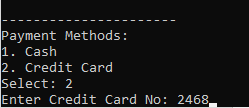 -----------------------
Payment Methods:
1. Cash
2. Credit Card
Select: 2
Enter Credit Card No: 2468